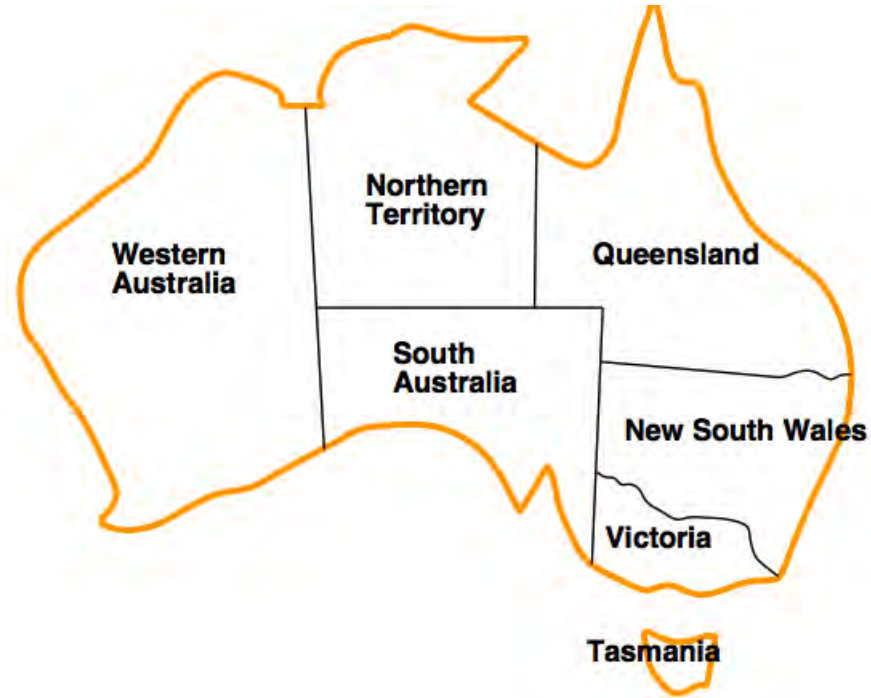 Northern
Territory
Western
Australia
Queensland
South
Australia
New South Wales
Victoria
Tasmania